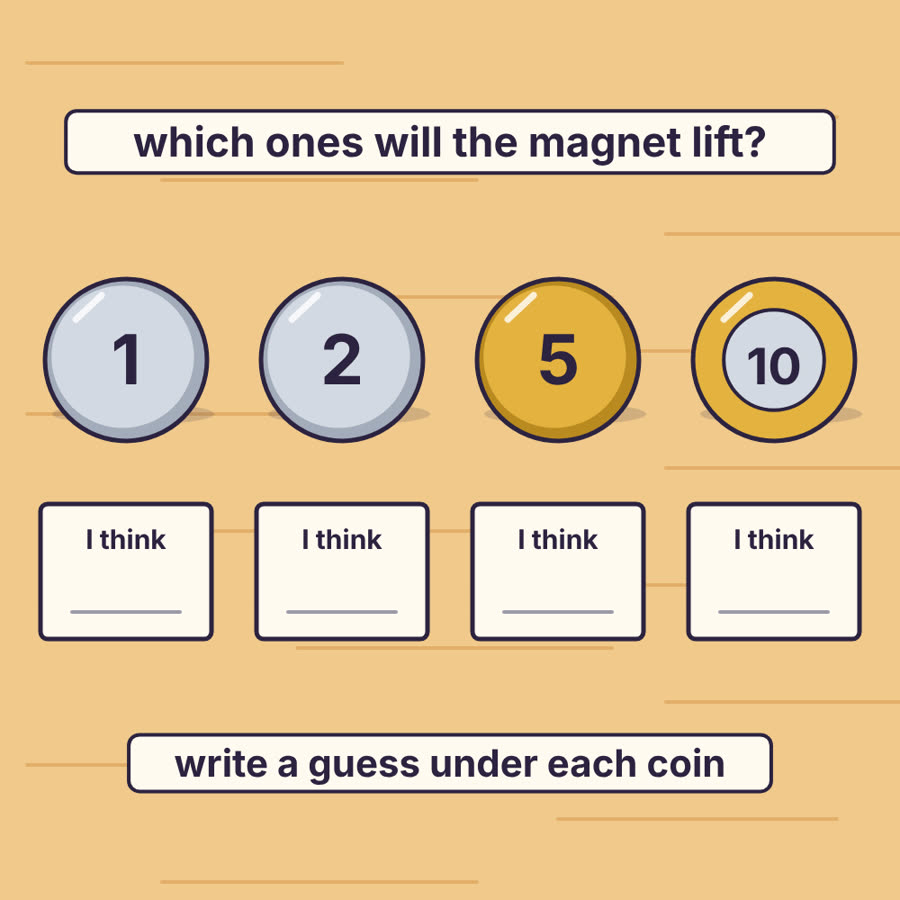 which ones will the magnet lift?
1 2 5 10
I think I think I think I think
write a guess under each coin